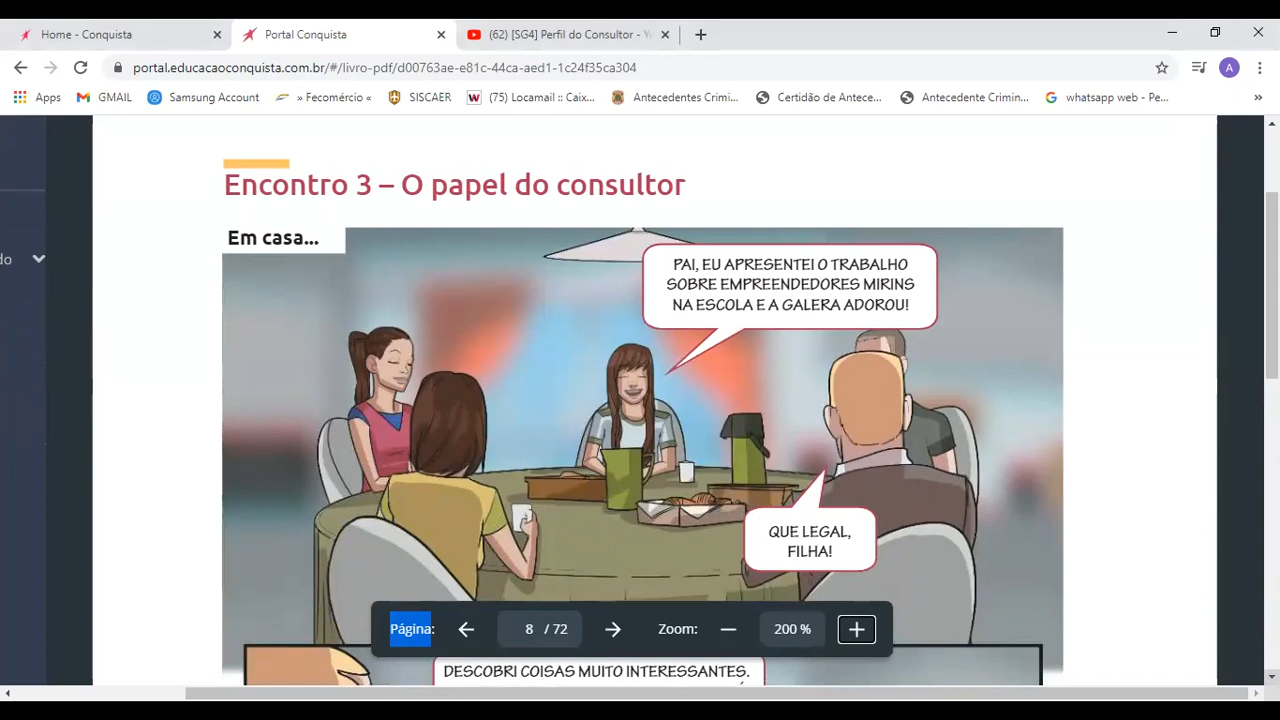 Home - Conquista
Portal Conquista
(62) [SG4] Perfil do Consultor -
portal.educacaoconquista.com.br/#/livro-pdf/d00763ae-e81c-44ca-aed1-1c24f35ca304
A
Apps
GMAIL
Samsung Account
» Fecomércio «
SISCAER
W
(75) Locamail :: Caix...
Antecedentes Crimi...
Certidão de Antece...
Antecedente Crimin...
whatsapp web - Pe...
»
do
Encontro 3 – O papel do consultor
Em casa...
PAI, EU APRESENTEI O TRABALHO
SOBRE EMPREENDEDORES MIRINS
NA ESCOLA E A GALERA ADOROU!
QUE LEGAL,
FILHA!
Página:
8 / 72
Zoom:
200 %
DESCOBRI COISAS MUITO INTERESSANTES.